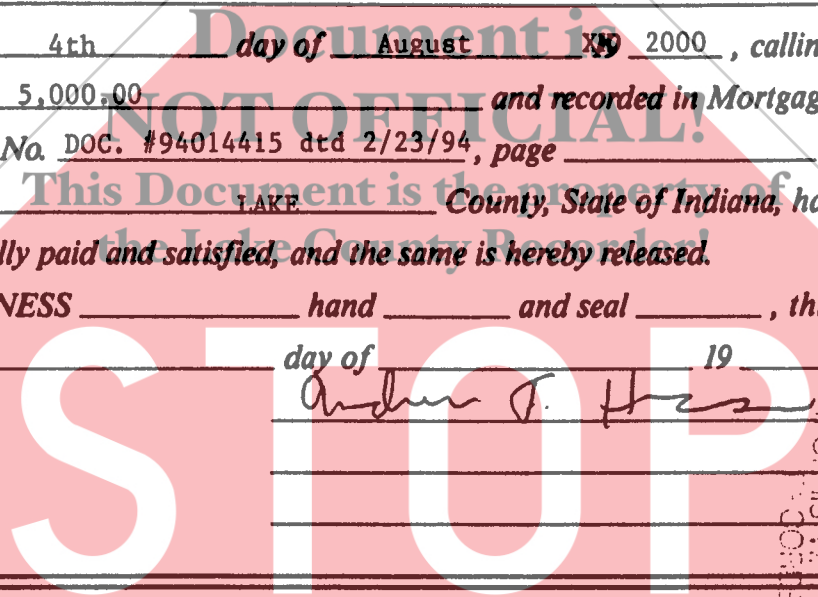 Document is
4th day of August 2000 , callin
5,000.00 and recorded in Mortgag
NOT OFFICIAL!
No. DOC. #94014415 dtd 2/23/94 , page
This Document is the property of
LAKE County, State of Indiana, ha
the Lake County Recorder!
lly paid and satisfied, and the same is hereby released.
NESS hand and seal , th
day of 19
Andrew J.
STOP